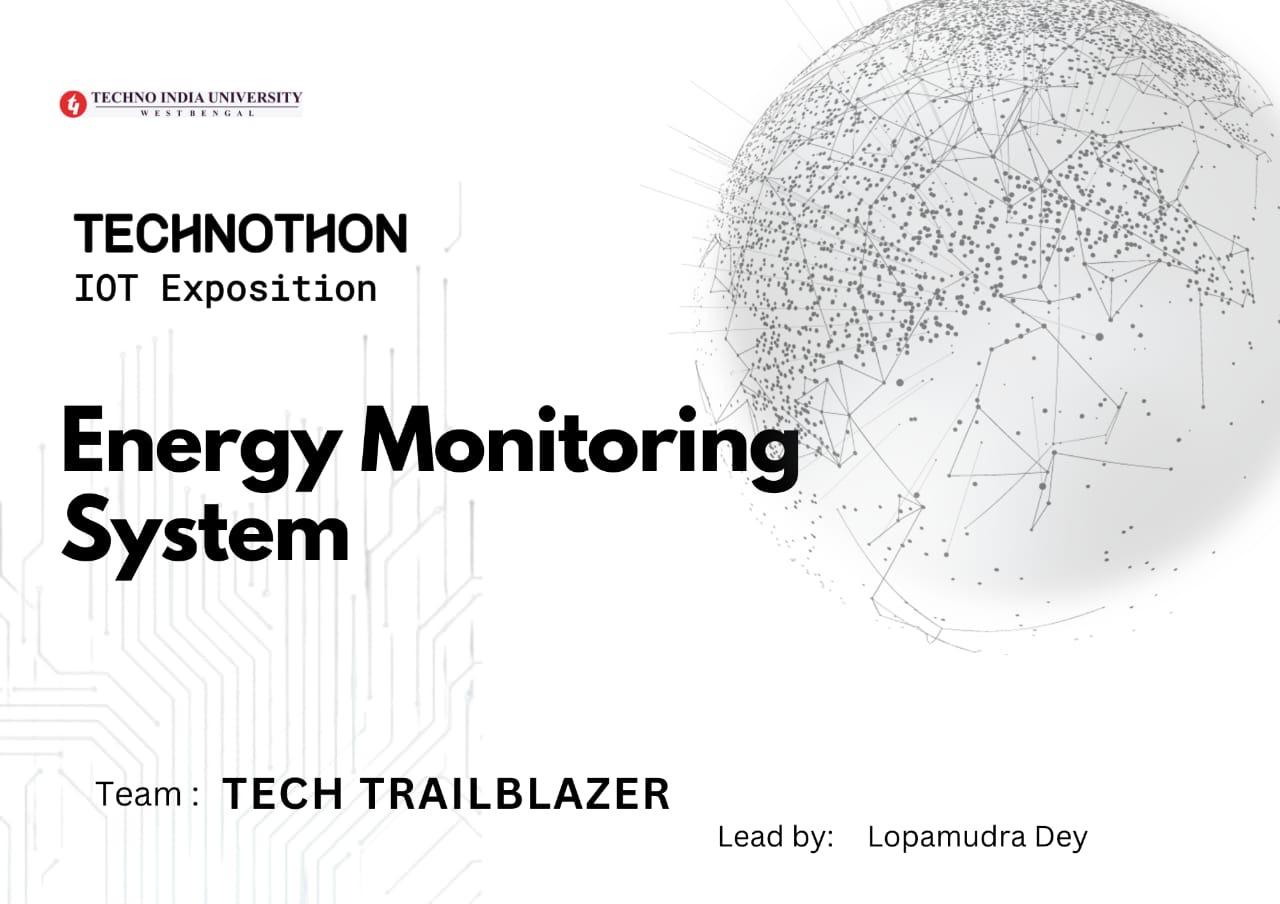 TECHNO INDIA UNIVERSITY
WEST BENGAL
TECHNOTHON
IOT Exposition
Energy Monitoring
System
Team : TECH TRAILBLAZER
Lead by: Lopamudra Dey